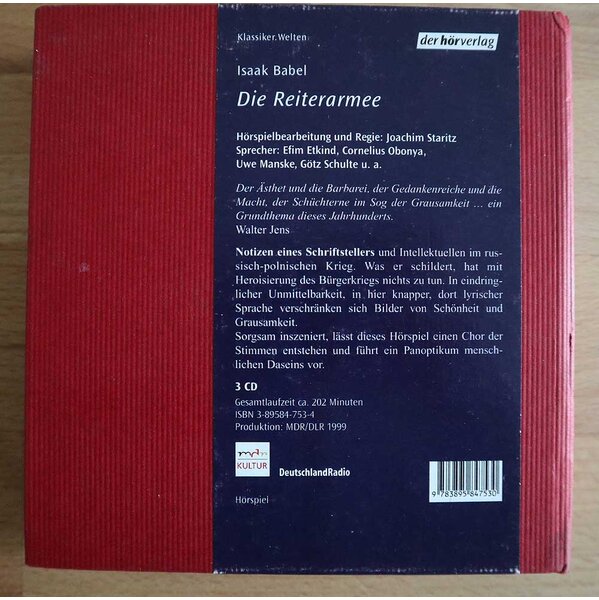 Klassiker.Welten
der hörverlag
Isaak Babel
Die Reiterarmee
Hörspielbearbeitung und Regie: Joachim Staritz
Sprecher: Efim Etkind, Cornelius Obonya,
Uwe Manske, Götz Schulte u. a.
Der Ästhet und die Barbarei, der Gedankenreiche und die
Macht, der Schüchterne im Sog der Grausamkeit ... ein
Grundthema dieses Jahrhunderts.
Walter Jens
Notizen eines Schriftstellers und Intellektuellen im rus-
sisch-polnischen Krieg. Was er schildert, hat mit
Heroisierung des Bürgerkriegs nichts zu tun. In eindring-
licher Unmittelbarkeit, in hier knapper, dort lyrischer
Sprache verschränken sich Bilder von Schönheit und
Grausamkeit.
Sorgsam inszeniert, lässt dieses Hörspiel einen Chor der
Stimmen entstehen und führt ein Panoptikum mensch-
lichen Daseins vor.
3 CD
Gesamtlaufzeit ca. 202 Minuten
ISBN 3-89584-753-4
Produktion: MDR/DLR 1999
mdr
KULTUR
DeutschlandRadio
Hörspiel
9 783895 847530